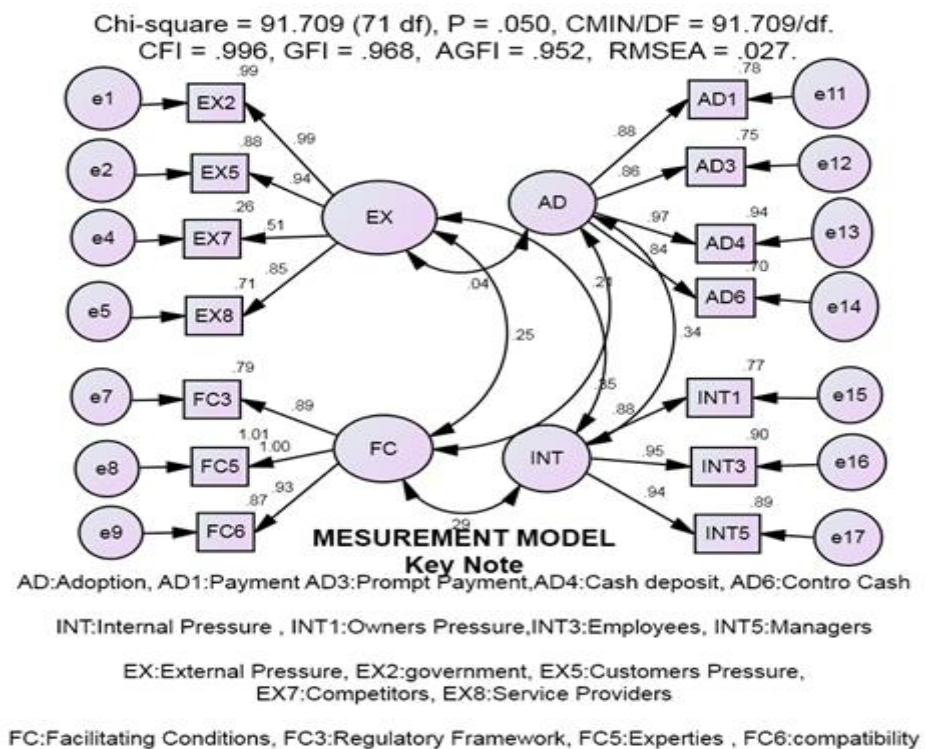 Chi-square = 91.709 (71 df), P = .050, CMIN/DF = 91.709/df.
CFI = .996, GFI = .968, AGFI = .952, RMSEA = .027.
e1
.99
EX2
.99
e2
.88
EX5
.94
e4
.26
EX7
.51
e5
.71
EX8
.85
EX
AD
.78
AD1
e11
.88
.75
AD3
e12
.86
.94
AD4
e13
.97
.70
AD6
e14
.84
.04
.21
.34
.25
.35
e7
.79
FC3
.89
e8
1.01
FC5
1.00
e9
.87
FC6
.93
FC
INT
.77
INT1
e15
.88
.90
INT3
e16
.95
.89
INT5
e17
.94
.29
MESUREMENT MODEL
Key Note
AD:Adoption, AD1:Payment AD3:Prompt Payment,AD4:Cash deposit, AD6:Contro Cash
INT:Internal Pressure , INT1:Owners Pressure,INT3:Employees, INT5:Managers
EX:External Pressure, EX2:government, EX5:Customers Pressure,
EX7:Competitors, EX8:Service Providers
FC:Facilitating Conditions, FC3:Regulatory Framework, FC5:Experties , FC6:compatibility